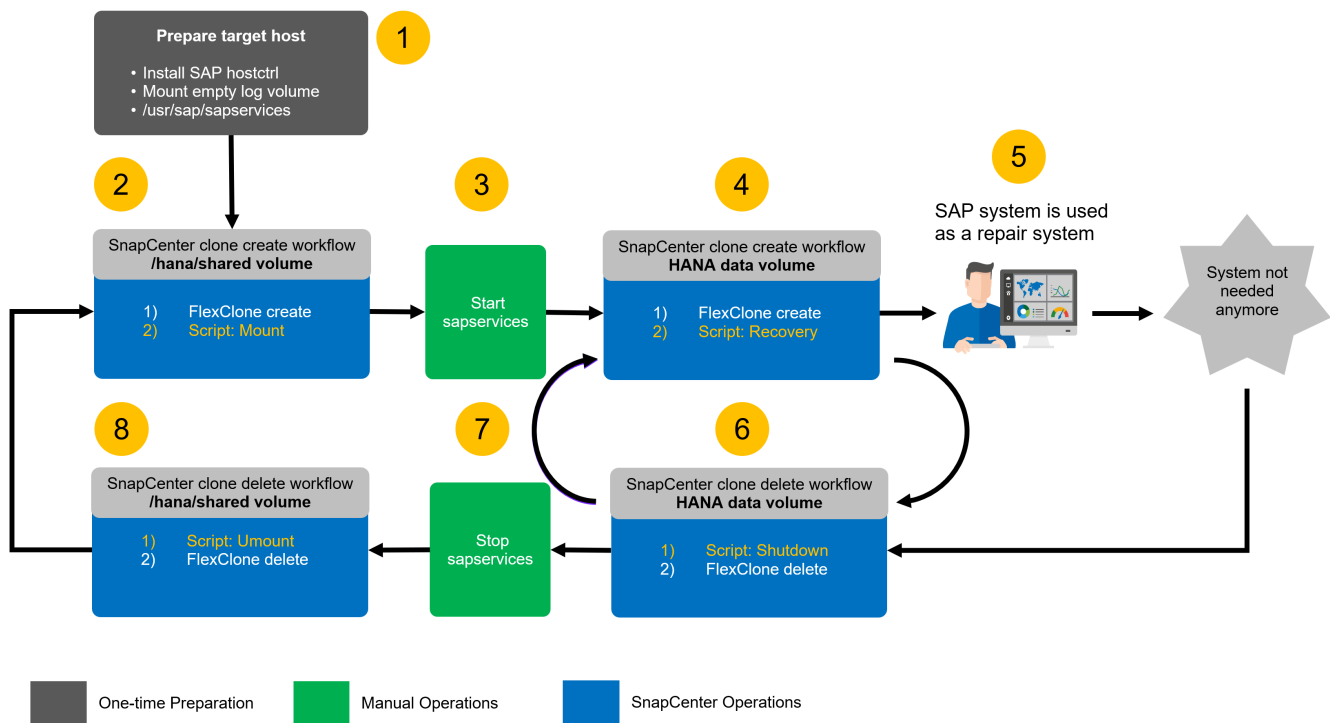 Prepare target host
• Install SAP hostctrl
• Mount empty log volume
• /usr/sap/sapservices
1
2
SnapCenter clone create workflow
/hana/shared volume
1) FlexClone create
2) Script: Mount
3
Start
sapservices
4
SnapCenter clone create workflow
HANA data volume
1) FlexClone create
2) Script: Recovery
5
SAP system is used
as a repair system
System not
needed
anymore
6
SnapCenter clone delete workflow
HANA data volume
1) Script: Shutdown
2) FlexClone delete
7
Stop
sapservices
8
SnapCenter clone delete workflow
/hana/shared volume
1) Script: Umount
2) FlexClone delete
One-time Preparation
Manual Operations
SnapCenter Operations